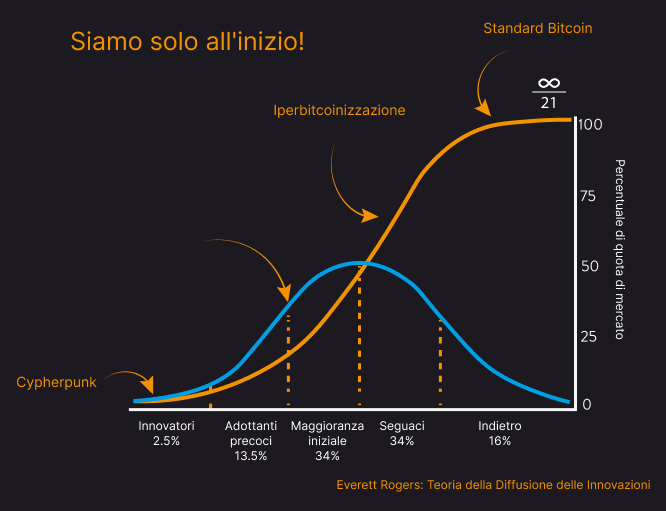 Siamo solo all'inizio!
Standard Bitcoin
∞
21
Iperbitcoinizzazione
100
75
50
25
0
Percentuale di quota di mercato
Cypherpunk
Innovatori
2.5%
Adottanti
precoci
13.5%
Maggioranza
iniziale
34%
Seguaci
34%
Indietro
16%
Everett Rogers: Teoria della Diffusione delle Innovazioni